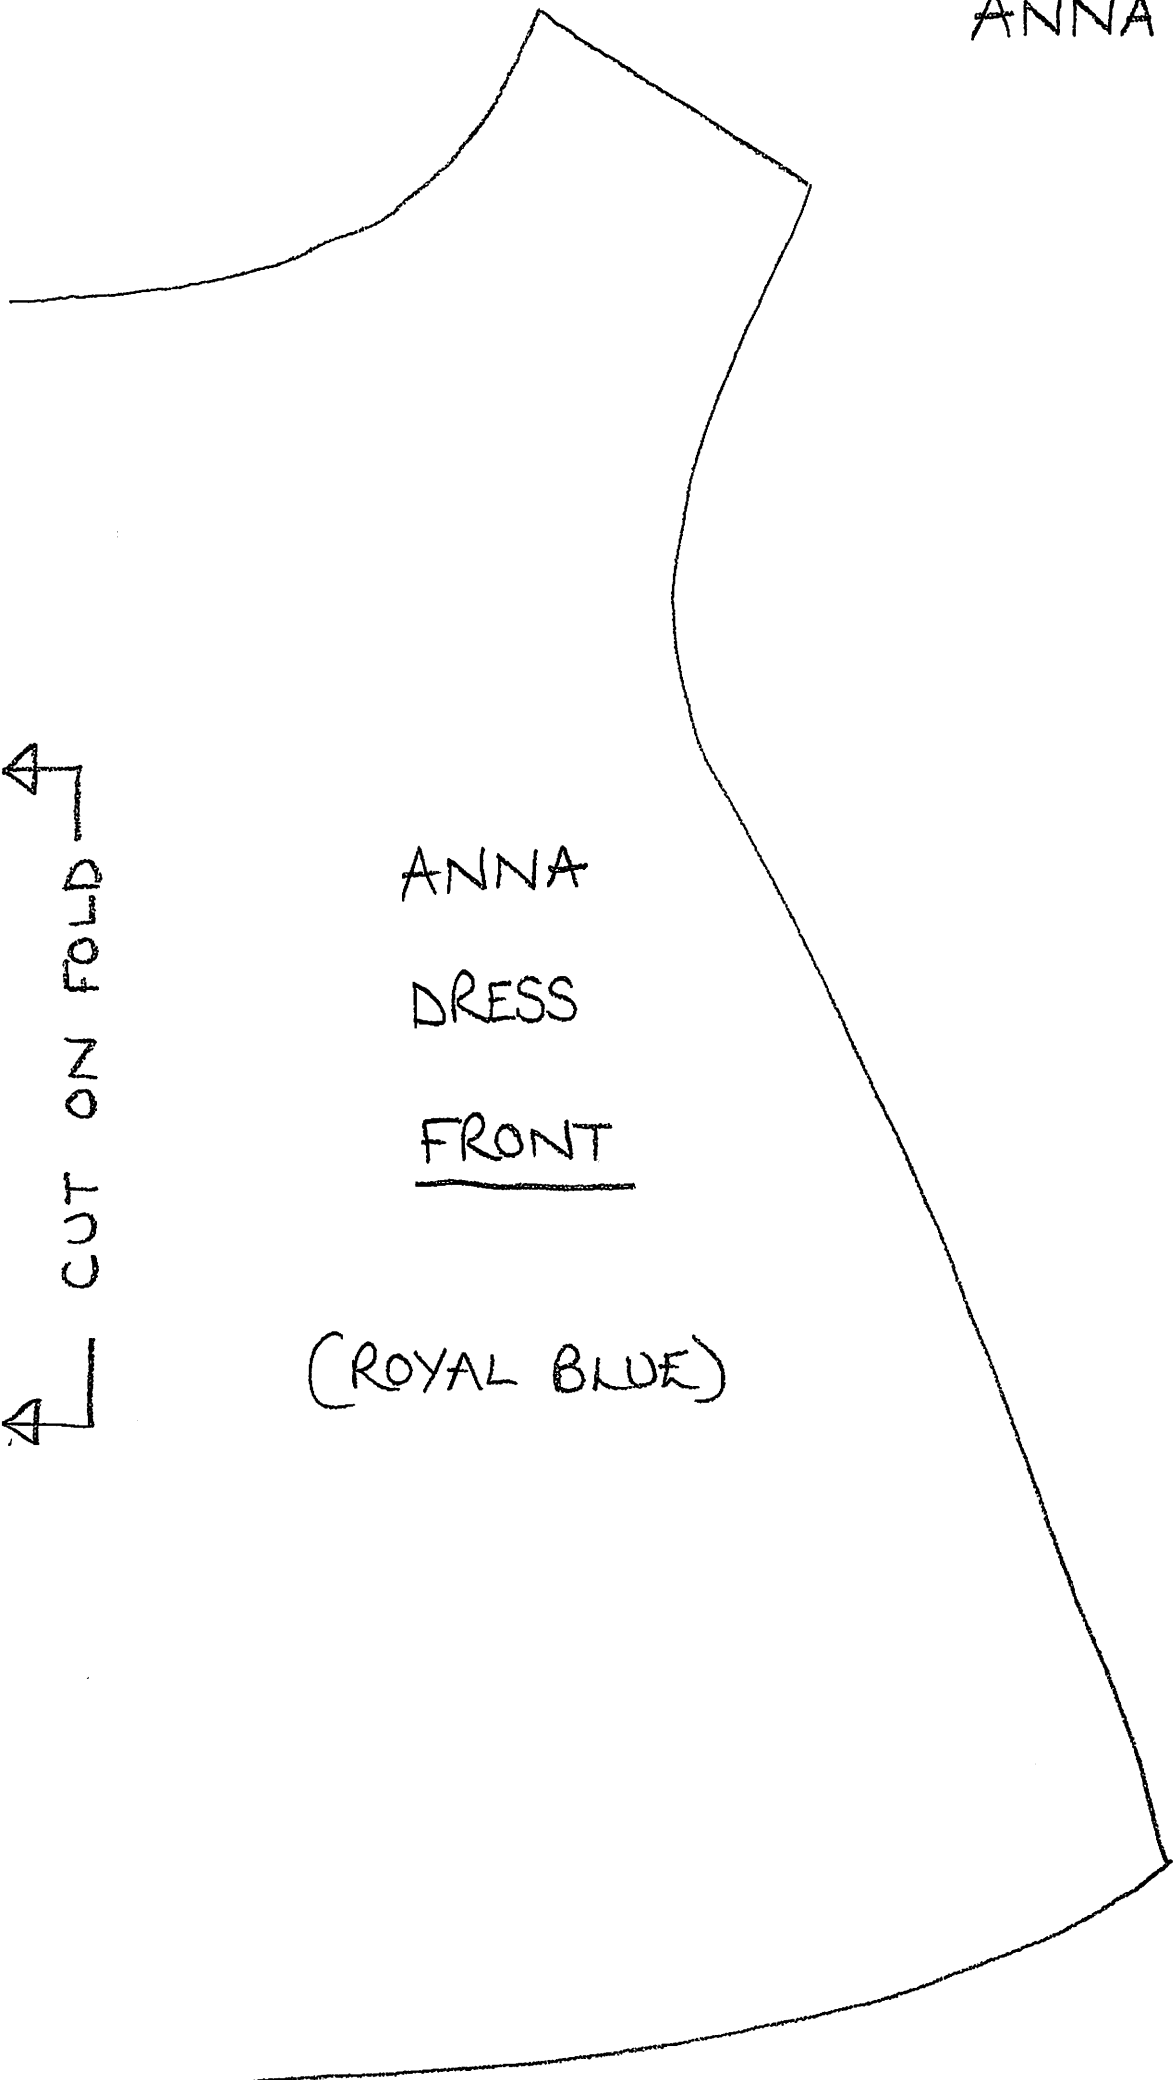 ANNA
CUT ON FOLD
ANNA
DRESS
FRONT
(ROYAL BLUE)